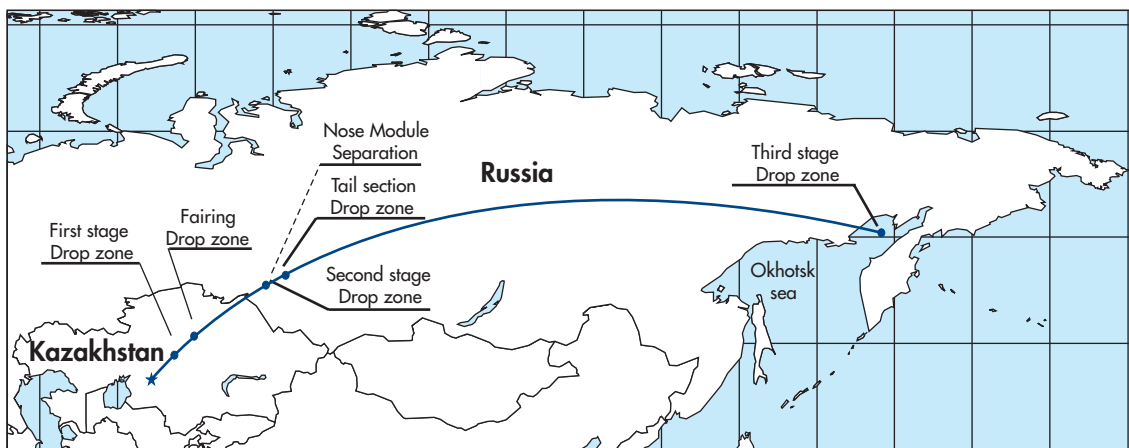 Nose Module
Separation
Russia
Third stage
Drop zone
Tail section
Drop zone
Fairing
Drop zone
First stage
Drop zone
Second stage
Drop zone
Okhotsk
sea
Kazakhstan